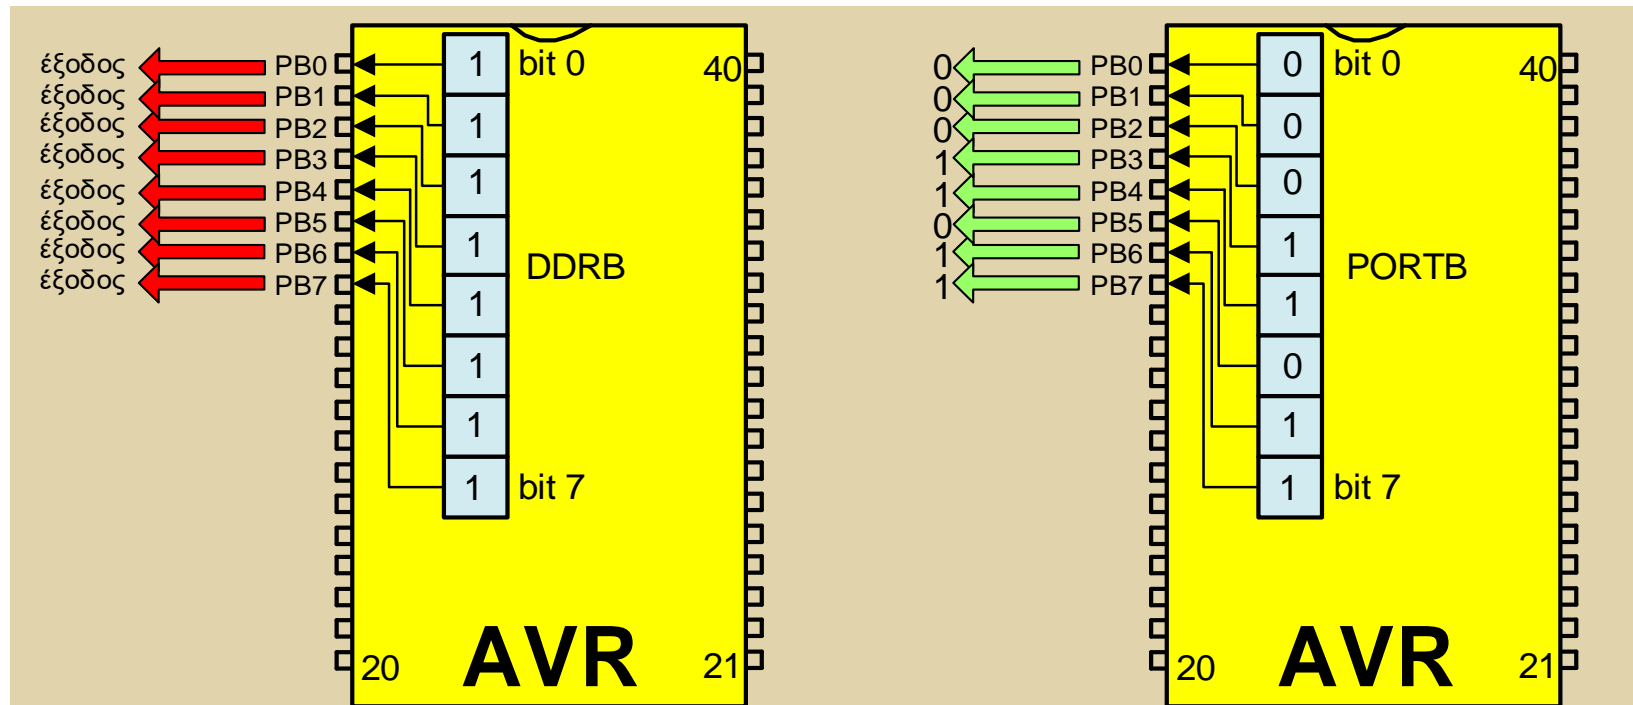 έξοδος PB0 1 bit 0 40
έξοδος PB1 1
έξοδος PB2 1
έξοδος PB3 1
έξοδος PB4 1
έξοδος PB5 1
έξοδος PB6 1
έξοδος PB7 1 bit 7
DDRB
20 AVR 21
0 PB0 0 bit 0 40
0 PB1 0
0 PB2 0
1 PB3 1
1 PB4 1
0 PB5 0
1 PB6 1
1 PB7 1 bit 7
PORTB
20 AVR 21